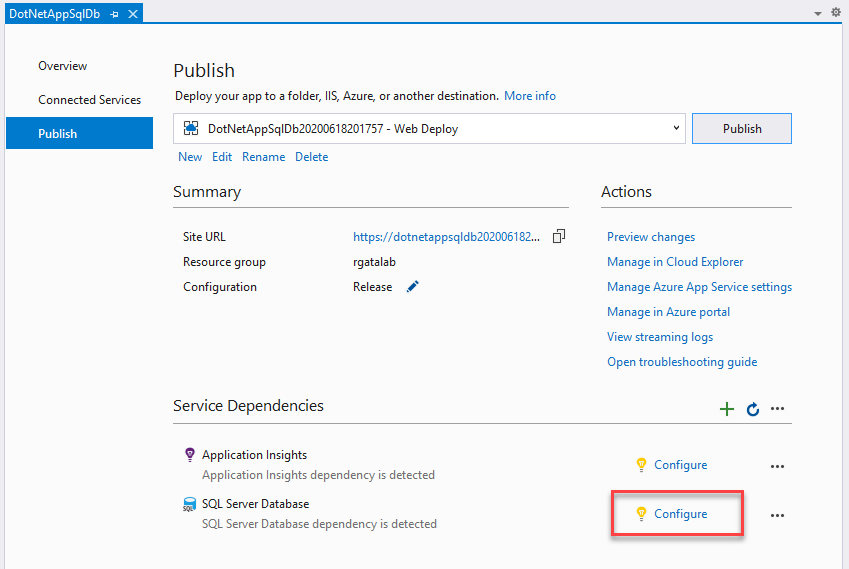 DotNetAppSqlDb
Overview
Connected Services
Publish
Publish
Deploy your app to a folder, IIS, Azure, or another destination. More info
DotNetAppSqlDb20200618201757 - Web Deploy
Publish
New Edit Rename Delete
Summary
Site URL https://dotnetappsqldb202006182...
Resource group rgatalab
Configuration Release
Actions
Preview changes
Manage in Cloud Explorer
Manage Azure App Service settings
Manage in Azure portal
View streaming logs
Open troubleshooting guide
Service Dependencies
Application Insights
Application Insights dependency is detected
Configure
SQL
SQL Server Database
SQL Server Database dependency is detected
Configure